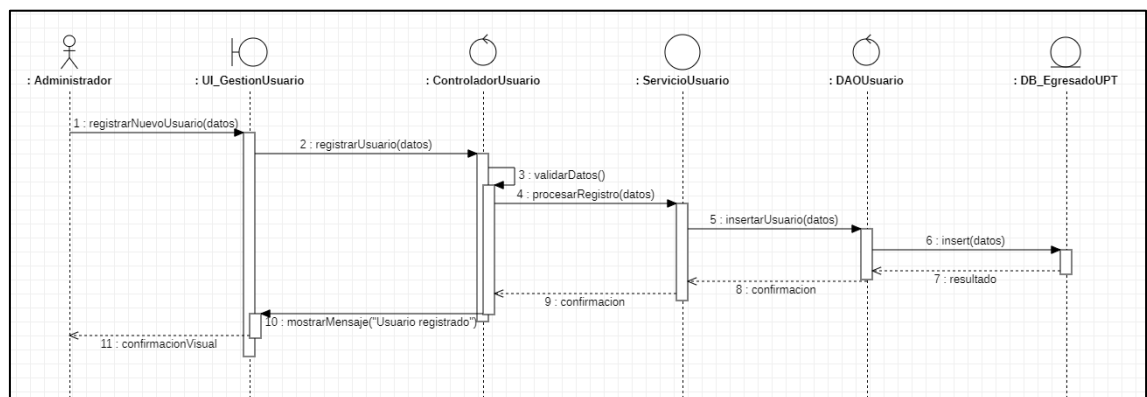 : Administrador
: UI_GestionUsuario
: ControladorUsuario
: ServicioUsuario
: DAOUsuario
: DB_EgresadoUPT
1 : registrarNuevoUsuario(datos)
2 : registrarUsuario(datos)
3 : validarDatos()
4 : procesarRegistro(datos)
5 : insertarUsuario(datos)
6 : insert(datos)
7 : resultado
8 : confirmacion
9 : confirmacion
10 : mostrarMensaje("Usuario registrado")
11 : confirmacionVisual